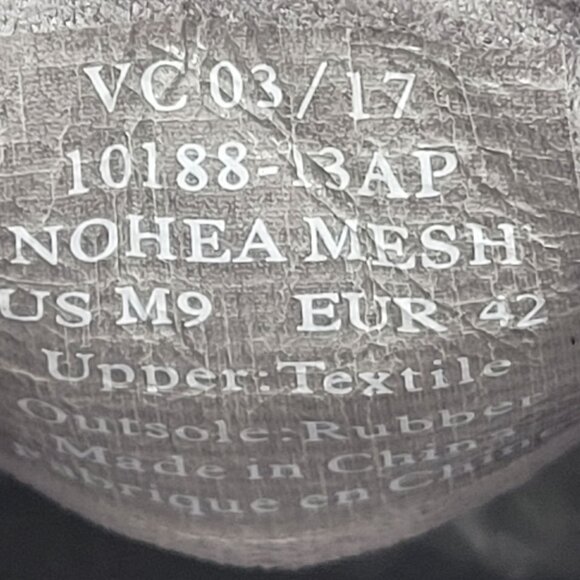 VC 03/17
10188-13AP
NOHEA MESH
US M9 EUR 42
Upper:Textile
Outsole:Rubber
Made in China
Fabrique en Chine